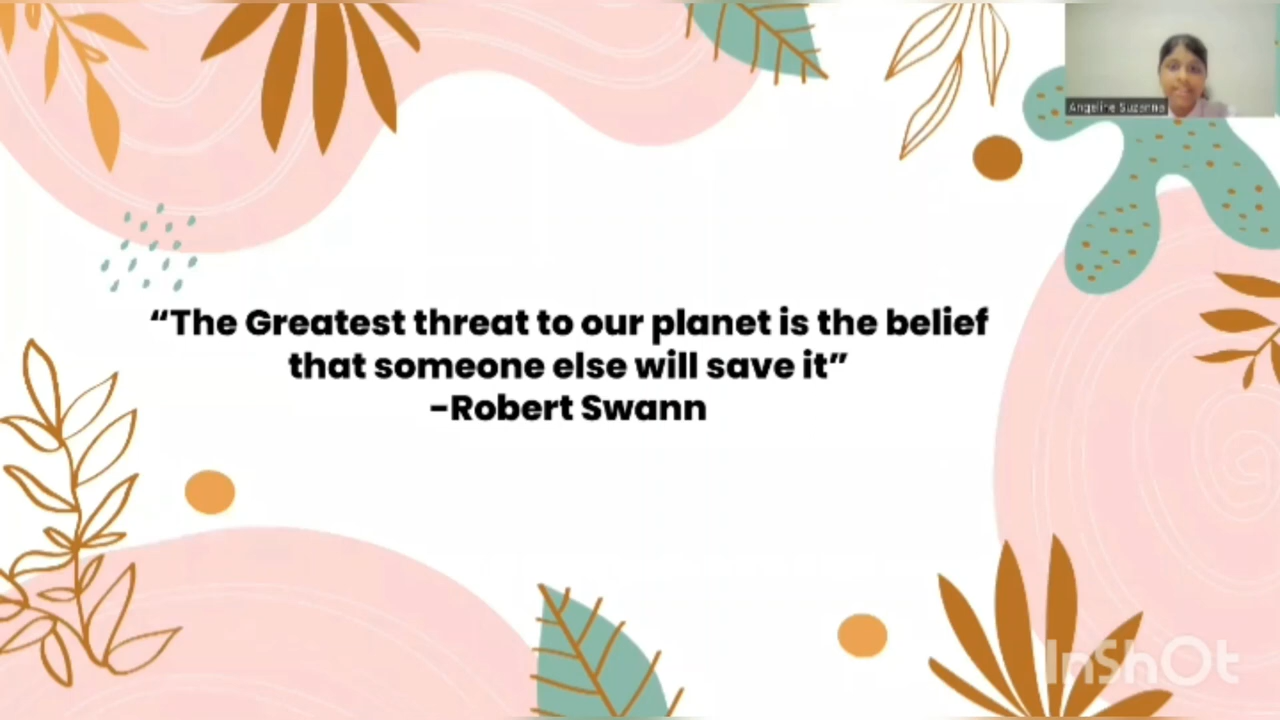 Angeline Suzanne
“The Greatest threat to our planet is the belief
that someone else will save it”
-Robert Swann
InShOt